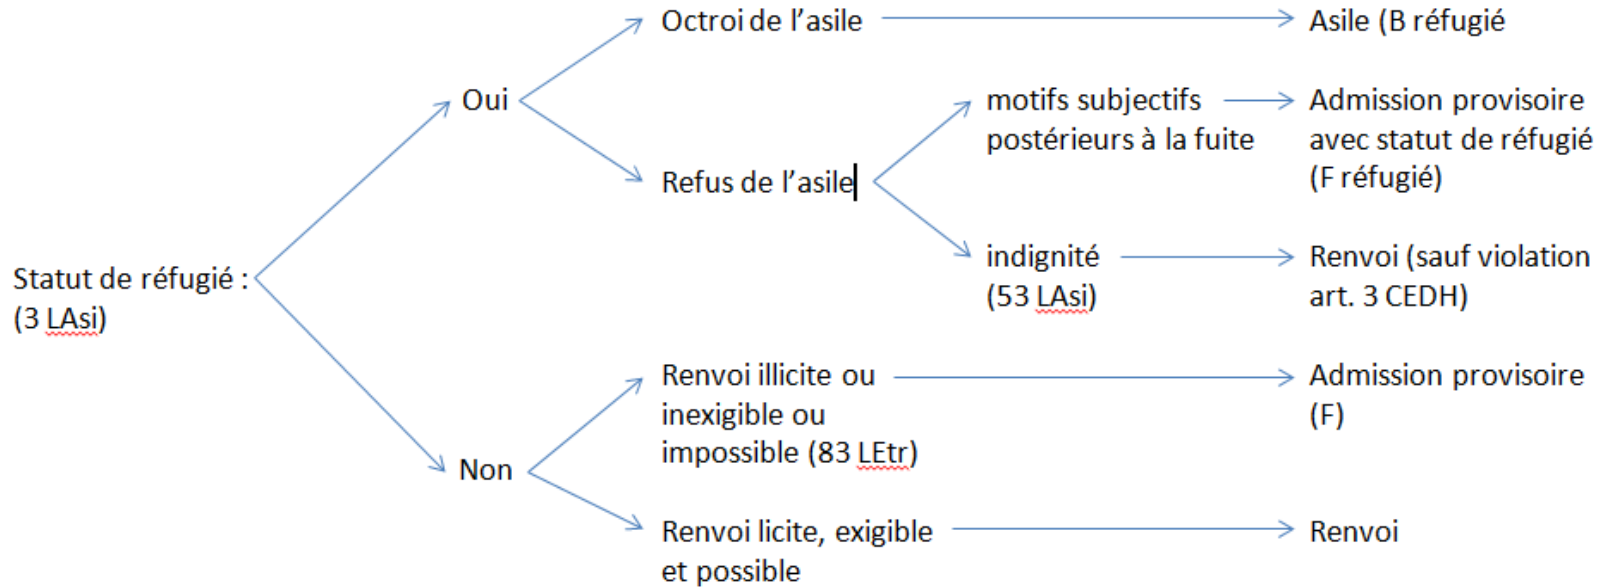 Octroi de l’asile
Asile (B réfugié
Oui
motifs subjectifs
postérieurs à la fuite
Admission provisoire
avec statut de réfugié
(F réfugié)
Refus de l’asile
indignité
(53 LAsi)
Renvoi (sauf violation
art. 3 CEDH)
Statut de réfugié :
(3 LAsi)
Renvoi illicite ou
inexigible ou
impossible (83 LEtr)
Admission provisoire
(F)
Non
Renvoi licite, exigible
et possible
Renvoi